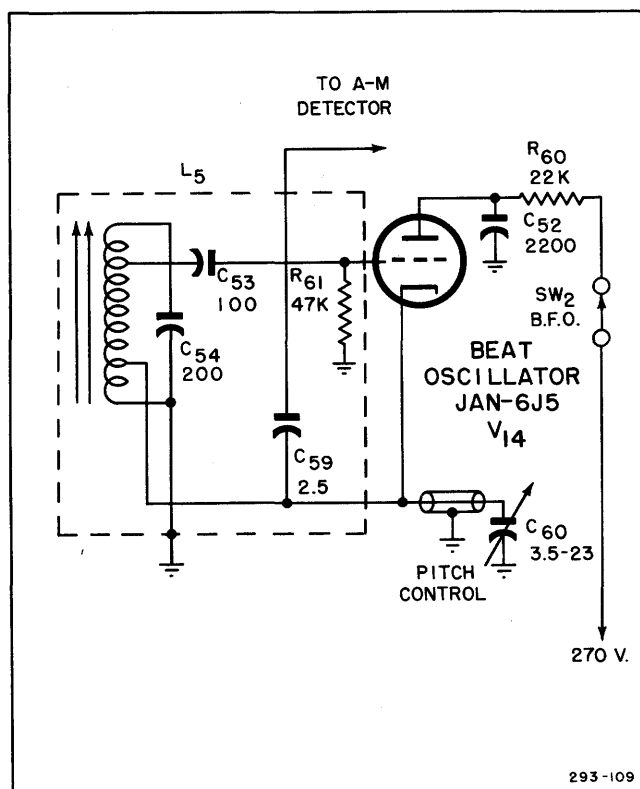 TO A-M
DETECTOR
L5
R60
22K
C52
2200
C53
100
R61
47K
SW2
B.F.O.
C54
200
BEAT
OSCILLATOR
JAN-6J5
V14
C59
2.5
C60
3.5-23
PITCH
CONTROL
270 V.
293-109